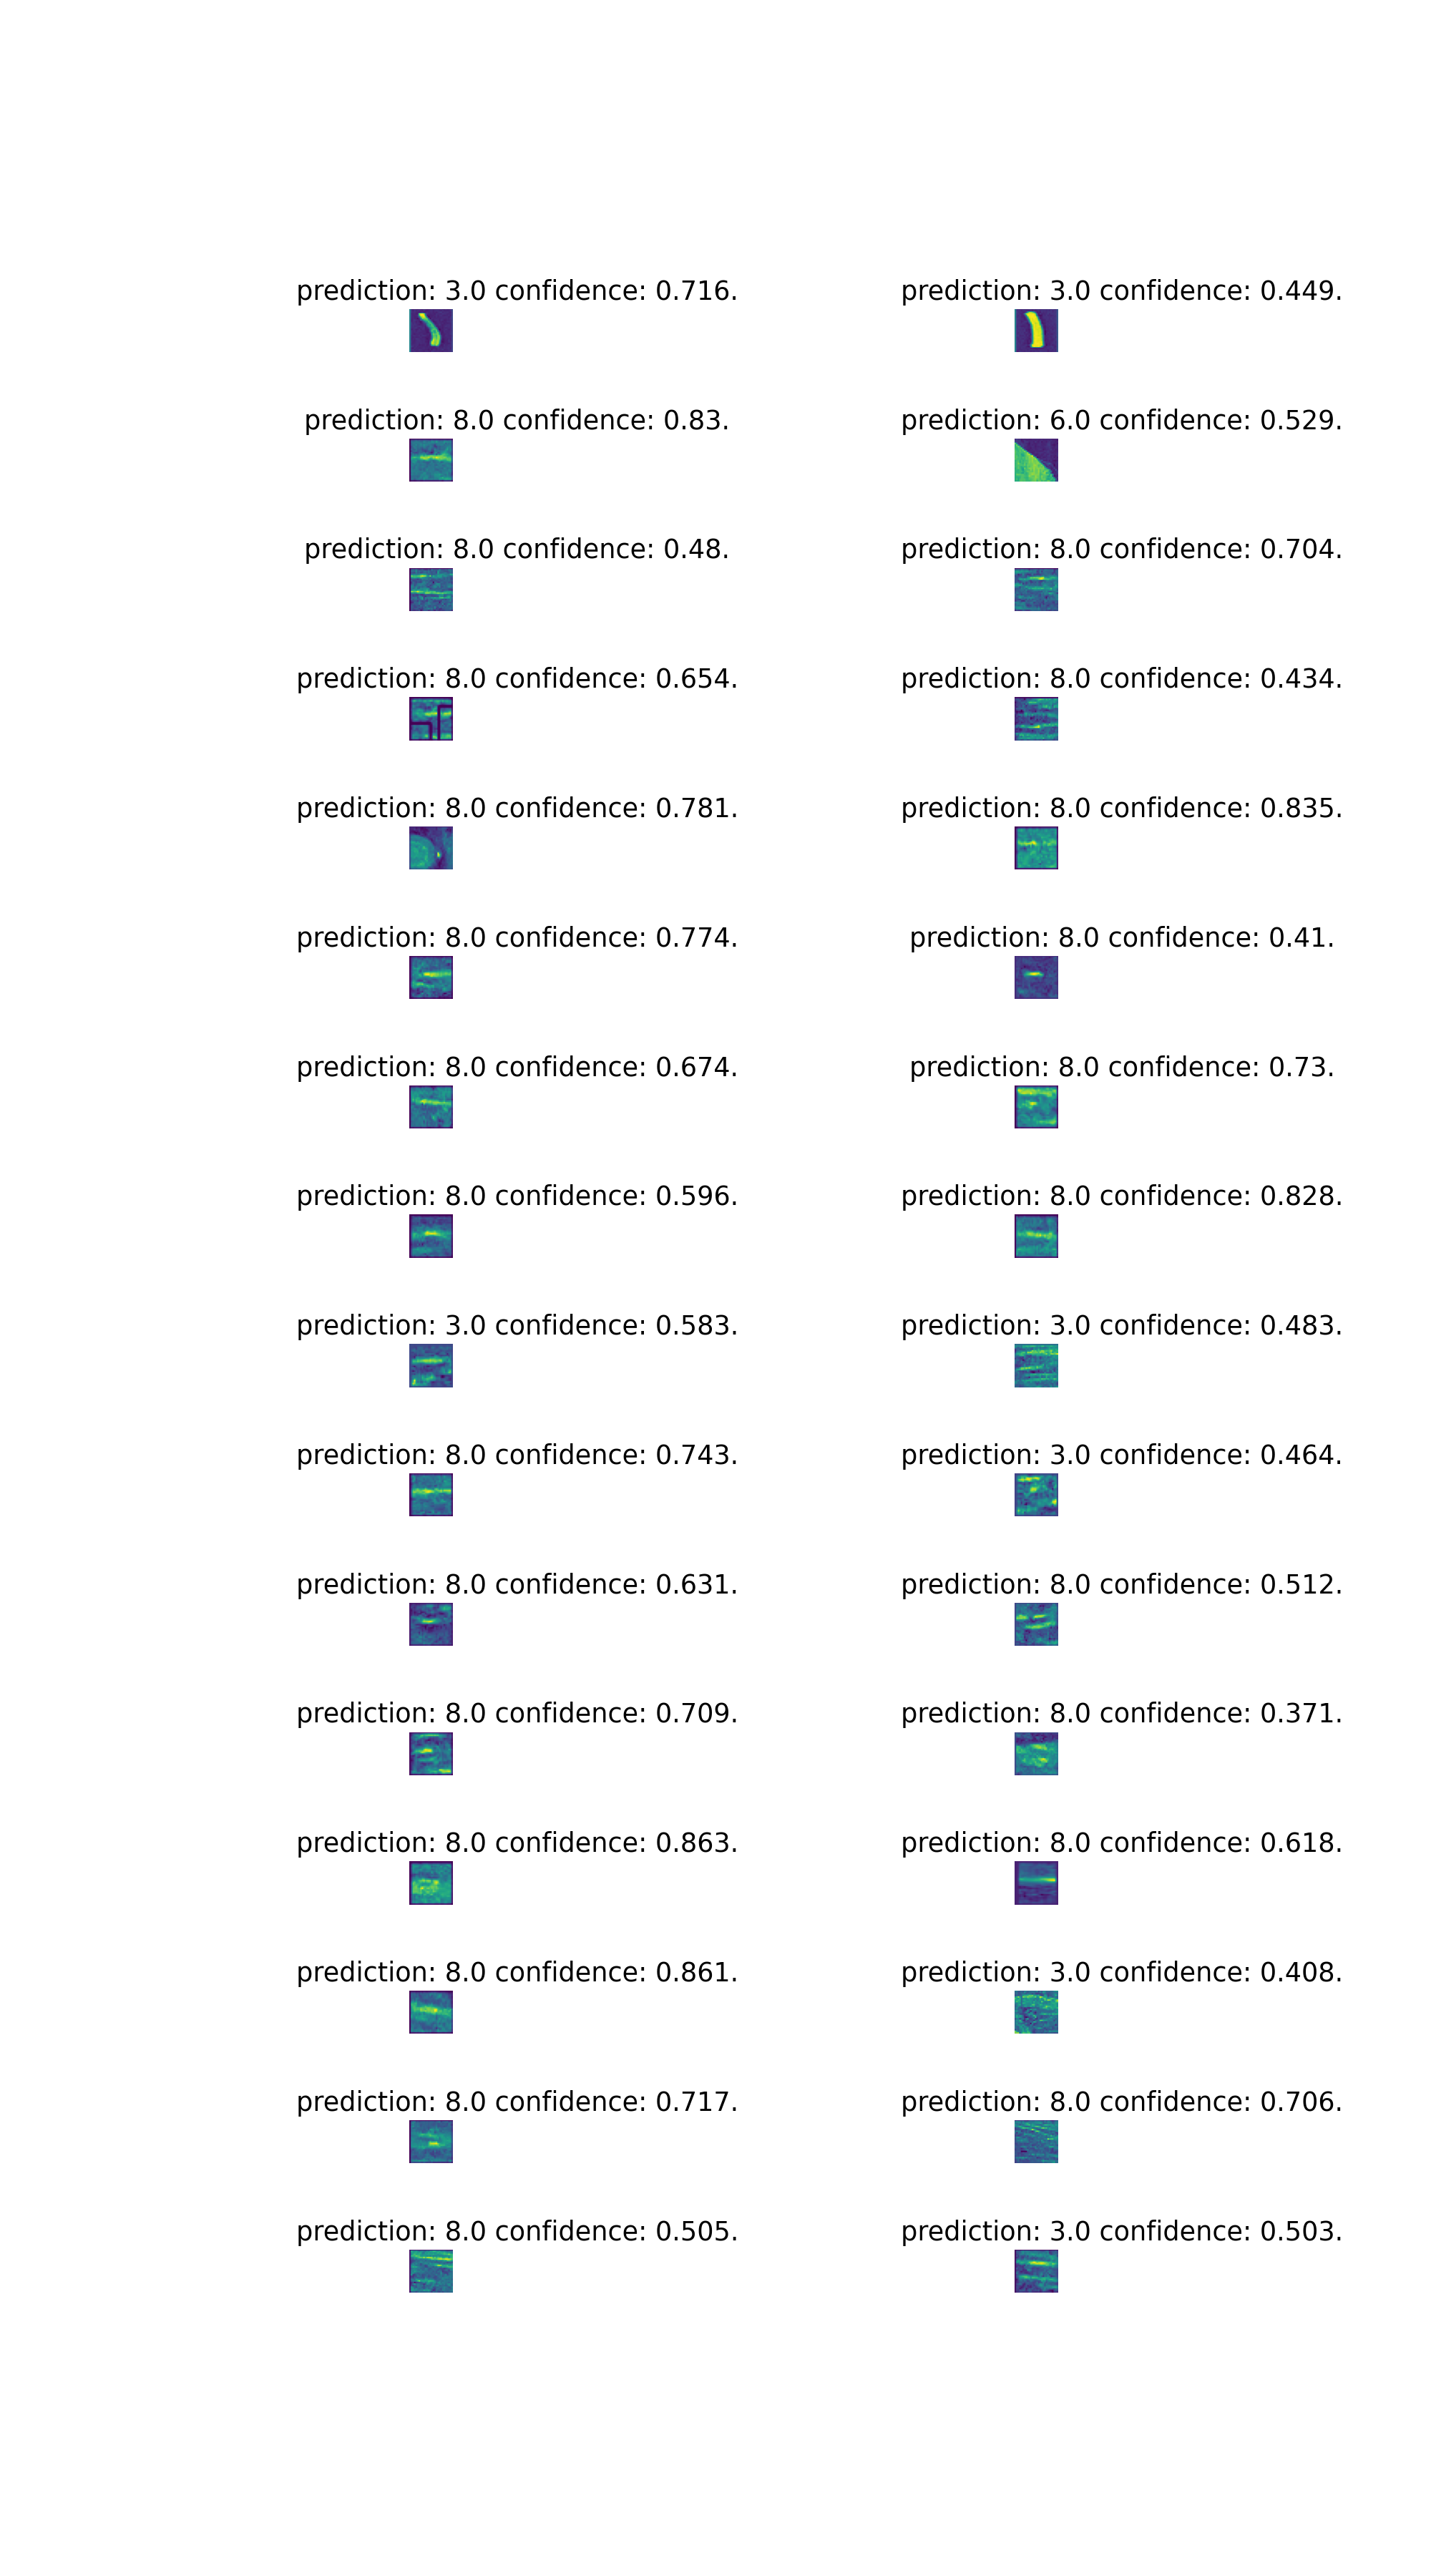 prediction: 3.0 confidence: 0.716.
prediction: 3.0 confidence: 0.449.
prediction: 8.0 confidence: 0.83.
prediction: 6.0 confidence: 0.529.
prediction: 8.0 confidence: 0.48.
prediction: 8.0 confidence: 0.704.
prediction: 8.0 confidence: 0.654.
prediction: 8.0 confidence: 0.434.
prediction: 8.0 confidence: 0.781.
prediction: 8.0 confidence: 0.835.
prediction: 8.0 confidence: 0.774.
prediction: 8.0 confidence: 0.41.
prediction: 8.0 confidence: 0.674.
prediction: 8.0 confidence: 0.73.
prediction: 8.0 confidence: 0.596.
prediction: 8.0 confidence: 0.828.
prediction: 3.0 confidence: 0.583.
prediction: 3.0 confidence: 0.483.
prediction: 8.0 confidence: 0.743.
prediction: 3.0 confidence: 0.464.
prediction: 8.0 confidence: 0.631.
prediction: 8.0 confidence: 0.512.
prediction: 8.0 confidence: 0.709.
prediction: 8.0 confidence: 0.371.
prediction: 8.0 confidence: 0.863.
prediction: 8.0 confidence: 0.618.
prediction: 8.0 confidence: 0.861.
prediction: 3.0 confidence: 0.408.
prediction: 8.0 confidence: 0.717.
prediction: 8.0 confidence: 0.706.
prediction: 8.0 confidence: 0.505.
prediction: 3.0 confidence: 0.503.